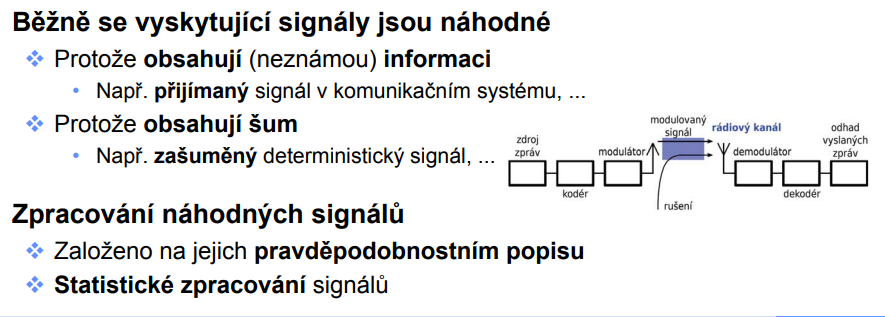 Běžně se vyskytující signály jsou náhodné
❖ Protože obsahují (neznámou) informaci
• Např. přijímaný signál v komunikačním systému, ...
❖ Protože obsahují šum
• Např. zašuměný deterministický signál, ...
zdroj
zpráv
kodér
modulátor
modulovaný
signál
rádiový kanál
rušení
demodulátor
dekodér
odhad
vyslaných
zpráv
Zpracování náhodných signálů
❖ Založeno na jejich pravděpodobnostním popisu
❖ Statistické zpracování signálů